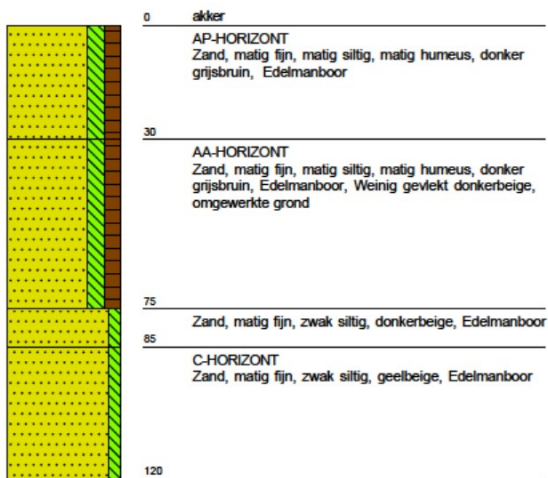 0 akker
AP-HORIZONT
Zand, matig fijn, matig siltig, matig humeus, donker
grijsbruin, Edelmanboor
30
AA-HORIZONT
Zand, matig fijn, matig siltig, matig humeus, donker
grijsbruin, Edelmanboor, Weinig gevlekt donkerbeige,
omgewerkte grond
75
Zand, matig fijn, zwak siltig, donkerbeige, Edelmanboor
85
C-HORIZONT
Zand, matig fijn, zwak siltig, geelbeige, Edelmanboor
120